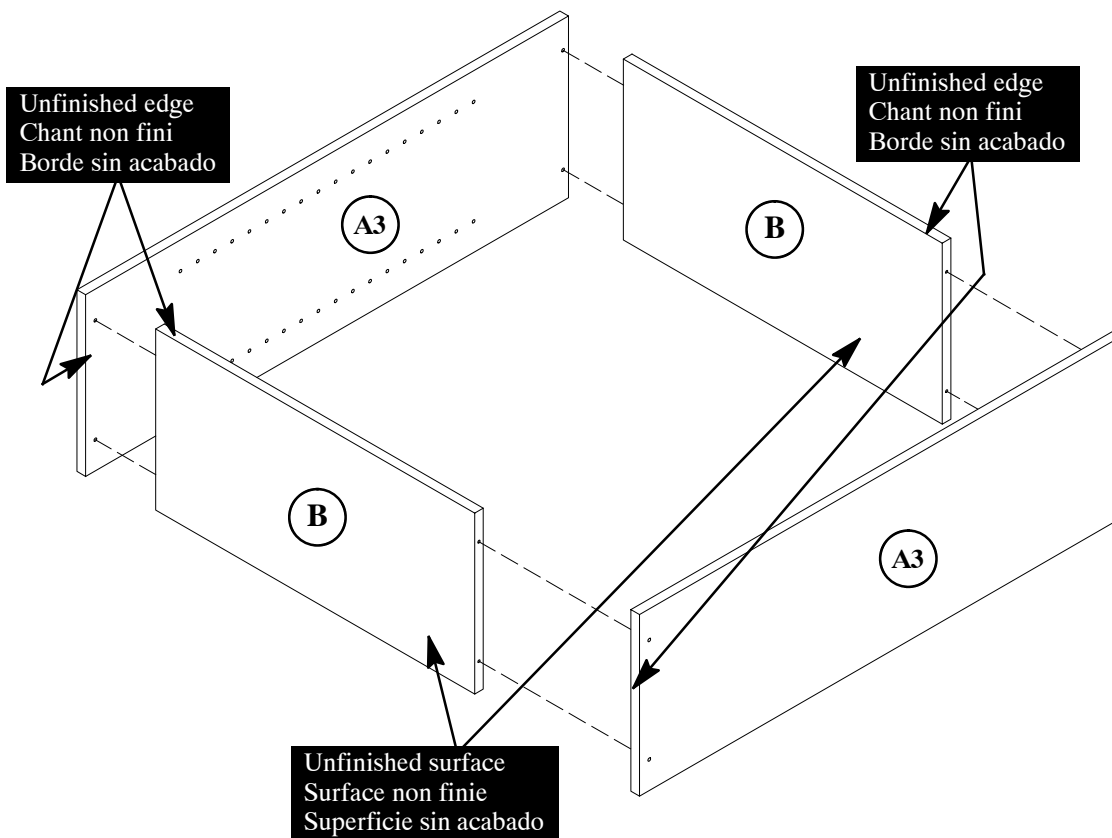 Unfinished edge
Chant non fini
Borde sin acabado
Unfinished edge
Chant non fini
Borde sin acabado
A3
B
B
A3
Unfinished surface
Surface non finie
Superficie sin acabado